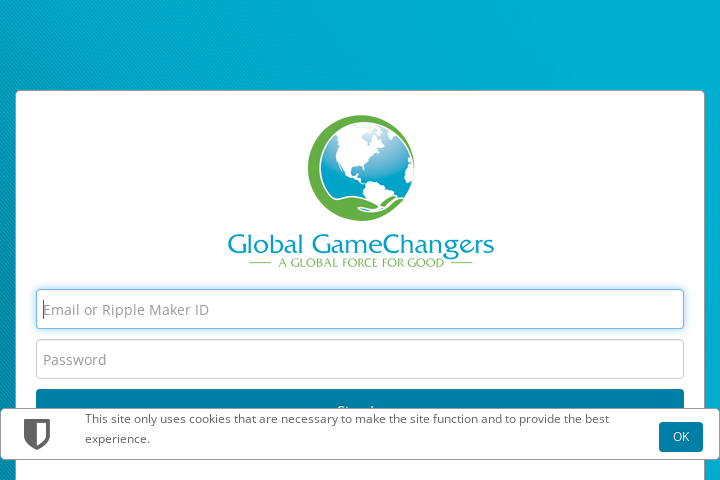 Global GameChangers
A GLOBAL FORCE FOR GOOD
Email or Ripple Maker ID
Password
This site only uses cookies that are necessary to make the site function and to provide the best
experience.
OK